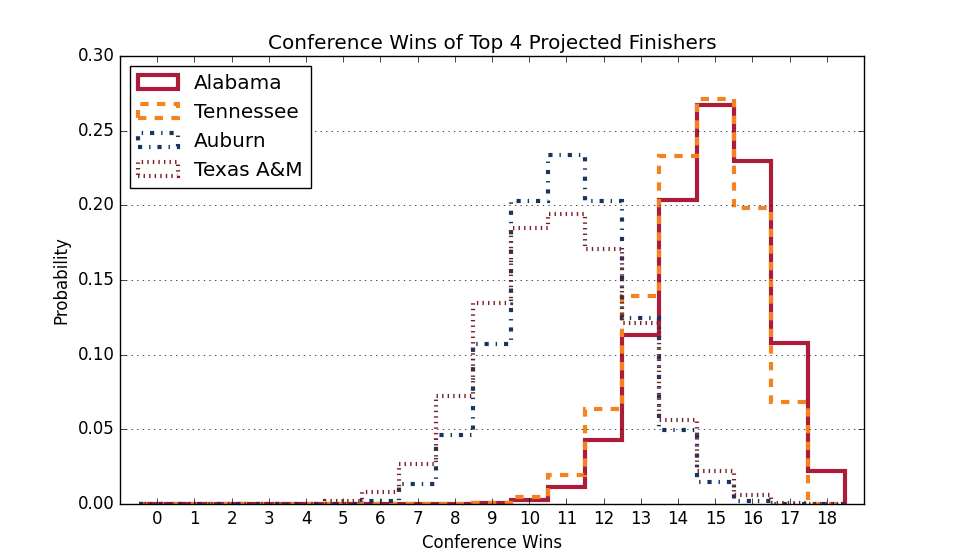 Conference Wins of Top 4 Projected Finishers
0.30
0.25
0.20
0.15
0.10
0.05
0.00
Probability
Alabama
Tennessee
Auburn
Texas A&M
0 1 2 3 4 5 6 7 8 9 10 11 12 13 14 15 16 17 18
Conference Wins